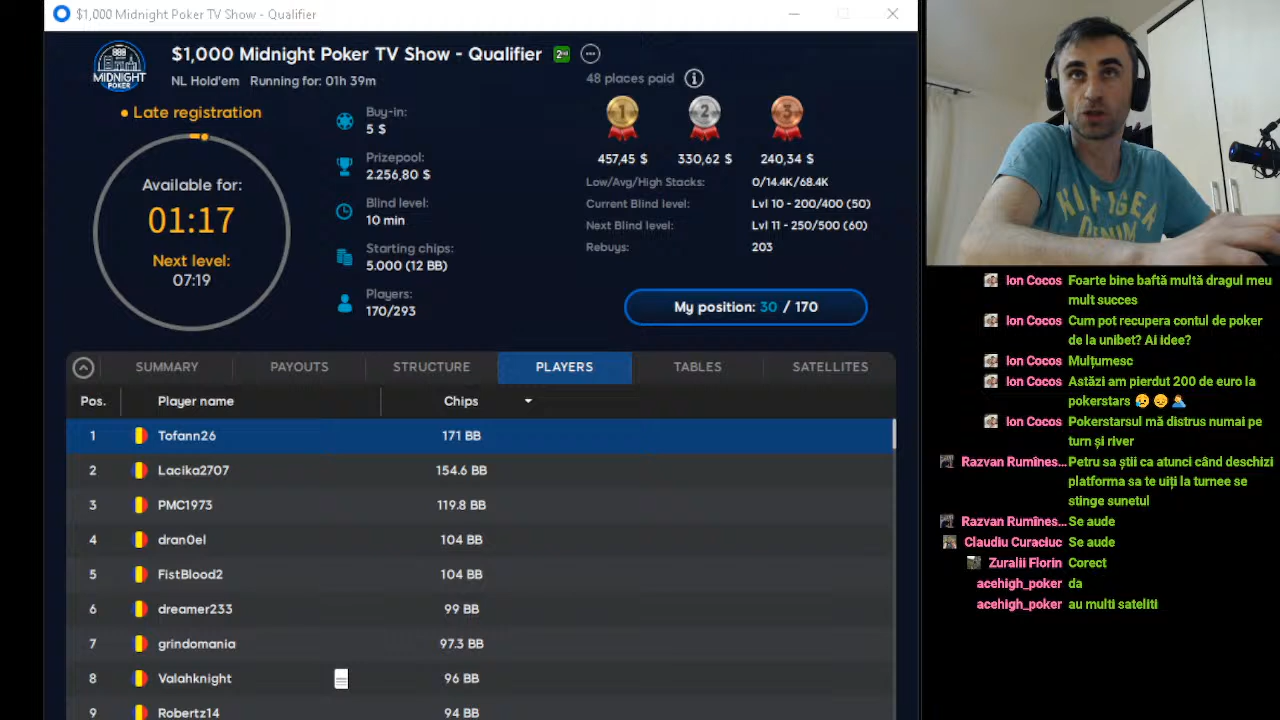 $1,000 Midnight Poker TV Show - Qualifier
888
MIDNIGHT
POKER
$1,000 Midnight Poker TV Show - Qualifier
NL Hold'em Running for: 01h 39m
Late registration
Available for:
01:17
Next level:
07:19
Buy-in:
5 $
Prizepool:
2.256,80 $
Blind level:
10 min
Starting chips:
5.000 (12 BB)
Players:
170/293
48 places paid
1 2 3
457,45 $ 330,62 $ 240,34 $
Low/Avg/High Stacks: 0/14.4K/68.4K
Current Blind level: Lvl 10 - 200/400 (50)
Next Blind level: Lvl 11 - 250/500 (60)
Rebuys: 203
My position: 30 / 170
SUMMARY PAYOUTS STRUCTURE PLAYERS TABLES SATELLITES
Pos. Player name Chips
1 Tofann26 171 BB
2 Lacika2707 154.6 BB
3 PMC1973 119.8 BB
4 dran0el 104 BB
5 FistBlood2 104 BB
6 dreamer233 99 BB
7 grindomania 97.3 BB
8 Valahknight 96 BB
9 Robertz14 94 BB
DENIM
Ion Cocos Foarte bine baftă multă dragul meu
mult succes
Ion Cocos Cum pot recupera contul de poker
de la unibet? Ai idee?
Ion Cocos Mulțumesc
Ion Cocos Astăzi am pierdut 200 de euro la
pokerstars 😥😔🤦‍♂️
Ion Cocos Pokerstarsul mă distrus numai pe
turn și river
Razvan Rumînes... Petru sa știi ca atunci când deschizi
platforma sa te uiți la turnee se
stinge sunetul
Razvan Rumînes... Se aude
Claudiu Curaciuc Se aude
Zuralii Florin Corect
acehigh_poker da
acehigh_poker au multi sateliti